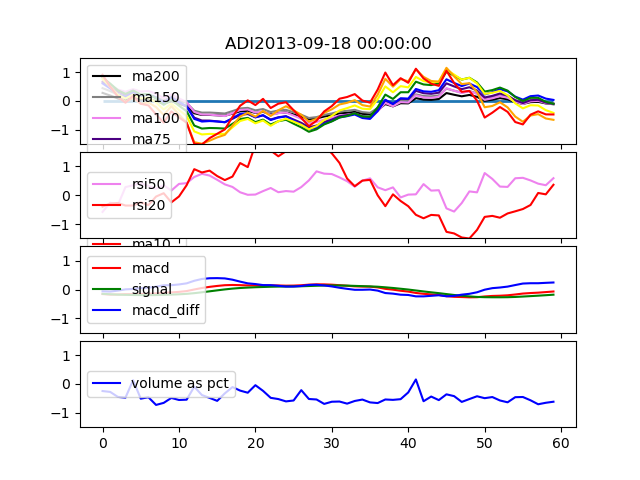 ADI2013-09-18 00:00:00
1
0
−1
ma200
ma150
ma100
ma75
1
0
−1
rsi50
rsi20
ma10
1
0
−1
macd
signal
macd_diff
1
0
−1
volume as pct
0 10 20 30 40 50 60